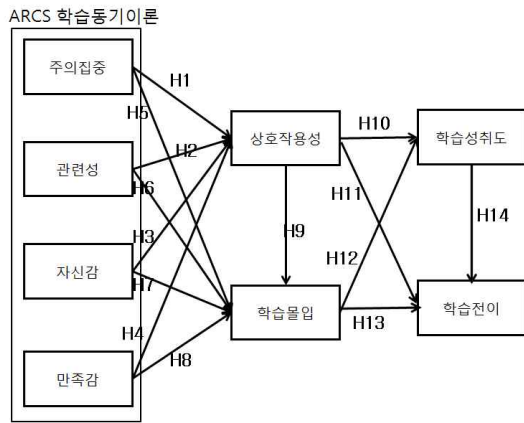 ARCS 학습동기이론
주의집중
H1
H5
상호작용성
H10
학습성취도
관련성
H2
H6
H11
H3
H9
H12
H14
자신감
H7
학습몰입
H13
학습전이
H4
H8
만족감